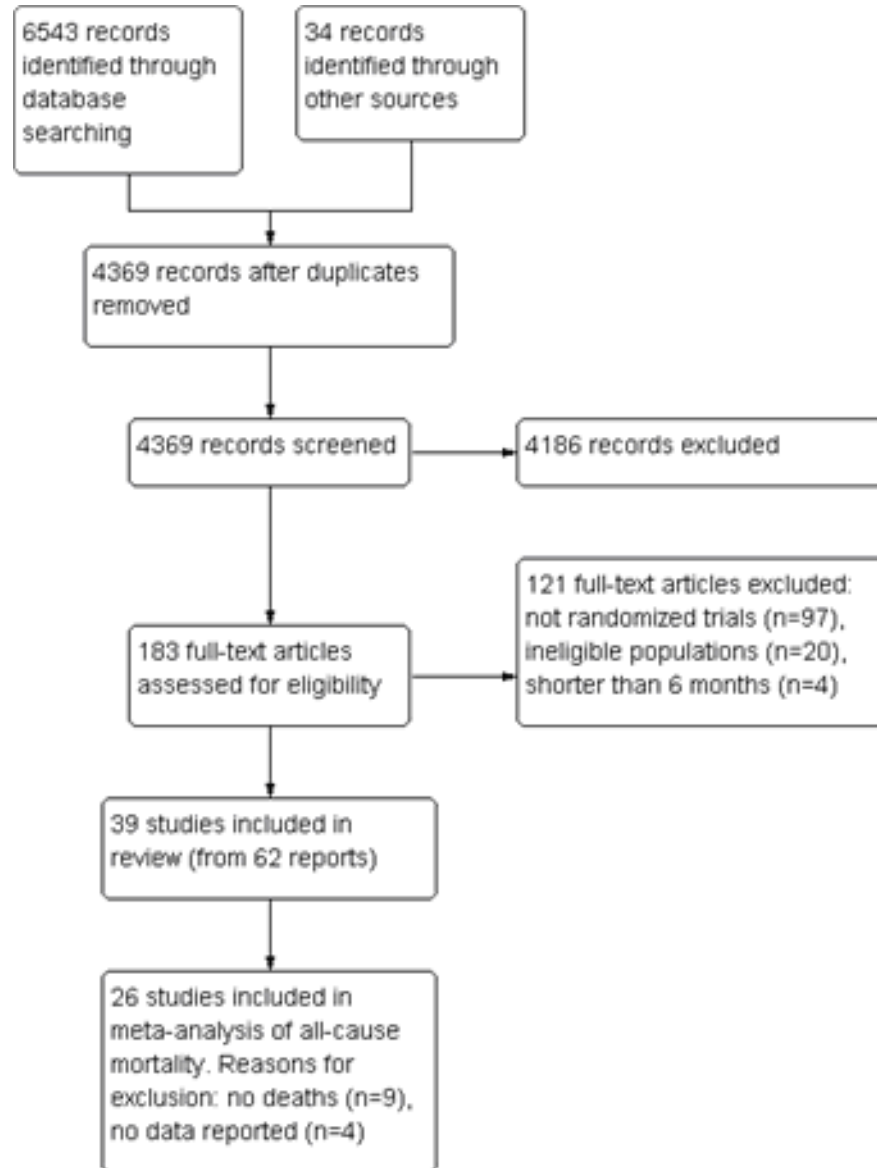 6543 records
identified through
database
searching
34 records
identified through
other sources
4369 records after duplicates
removed
4369 records screened
4186 records excluded
183 full-text articles
assessed for eligibility
121 full-text articles excluded:
not randomized trials (n=97),
ineligible populations (n=20),
shorter than 6 months (n=4)
39 studies included in
review (from 62 reports)
26 studies included in
meta-analysis of all-cause
mortality. Reasons for
exclusion: no deaths (n=9),
no data reported (n=4)